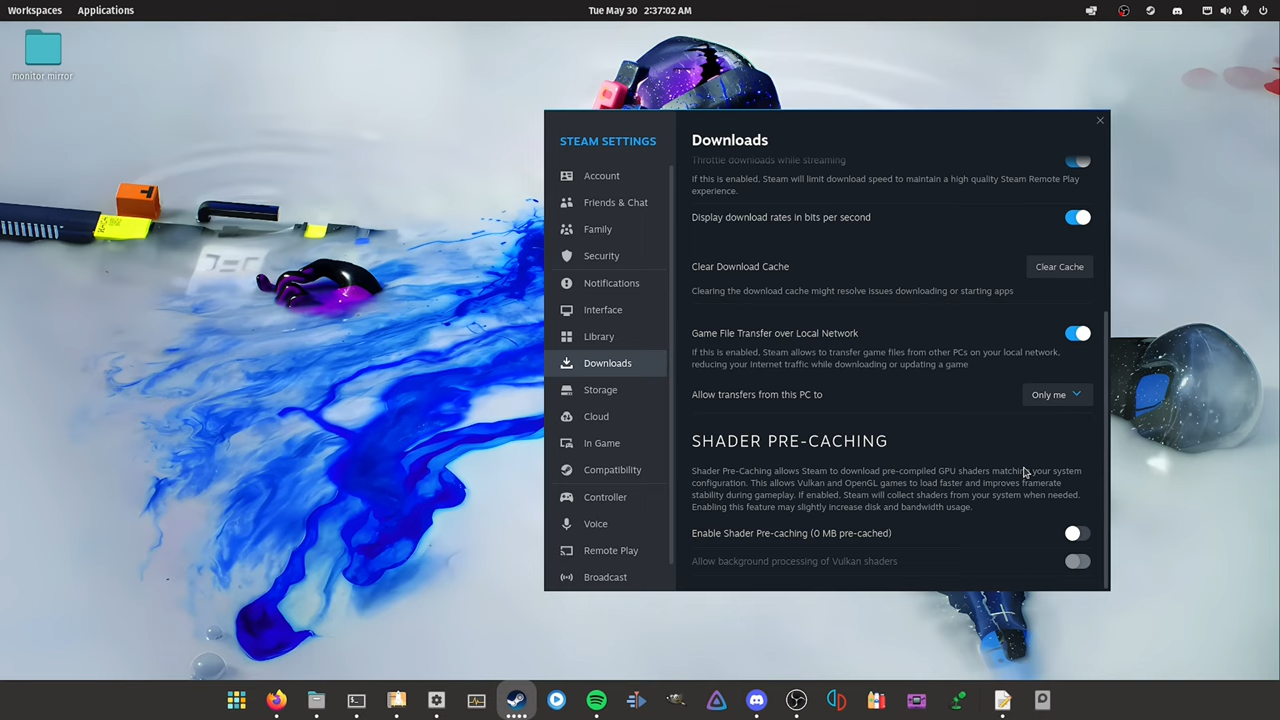 Workspaces Applications Tue May 30 2:37:02 AM
monitor mirror
STEAM SETTINGS
Account
Friends & Chat
Family
Security
Notifications
Interface
Library
Downloads
Storage
Cloud
In Game
Compatibility
Controller
Voice
Remote Play
Broadcast
Downloads
Throttle downloads while streaming
If this is enabled, Steam will limit download speed to maintain a high quality Steam Remote Play
experience.
Display download rates in bits per second
Clear Download Cache Clear Cache
Clearing the download cache might resolve issues downloading or starting apps
Game File Transfer over Local Network
If this is enabled, Steam allows to transfer game files from other PCs on your local network,
reducing your Internet traffic while downloading or updating a game
Allow transfers from this PC to Only me
SHADER PRE-CACHING
Shader Pre-Caching allows Steam to download pre-compiled GPU shaders matching your system
configuration. This allows Vulkan and OpenGL games to load faster and improves framerate
stability during gameplay. If enabled, Steam will collect shaders from your system when needed.
Enabling this feature may slightly increase disk and bandwidth usage.
Enable Shader Pre-caching (0 MB pre-cached)
Allow background processing of Vulkan shaders